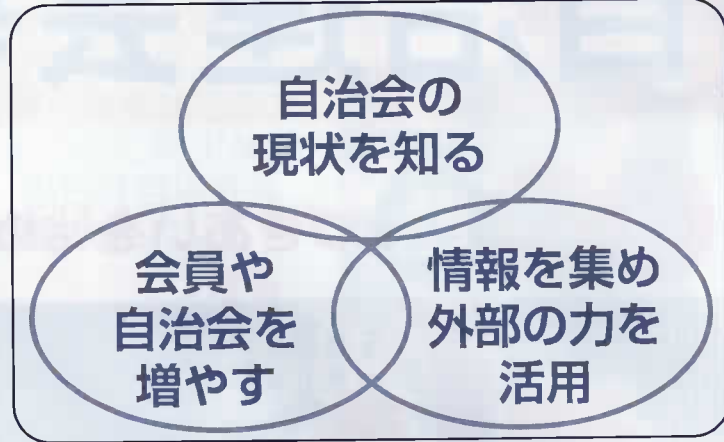 自治会の
現状を知る
会員や
自治会を
増やす
情報を集め
外部の力を
活用